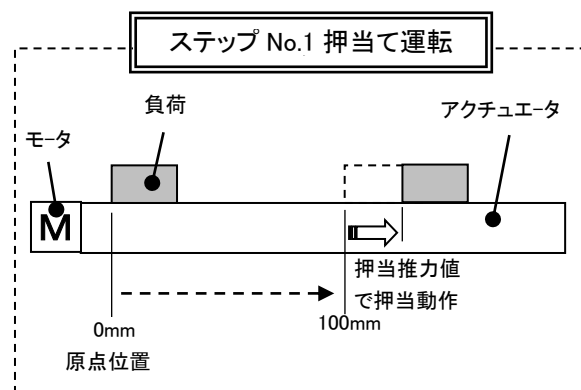 ステップ No.1 押当て運転
負荷
アクチュエータ
モータ
M
押当推力値
で押当動作
0mm
100mm
原点位置